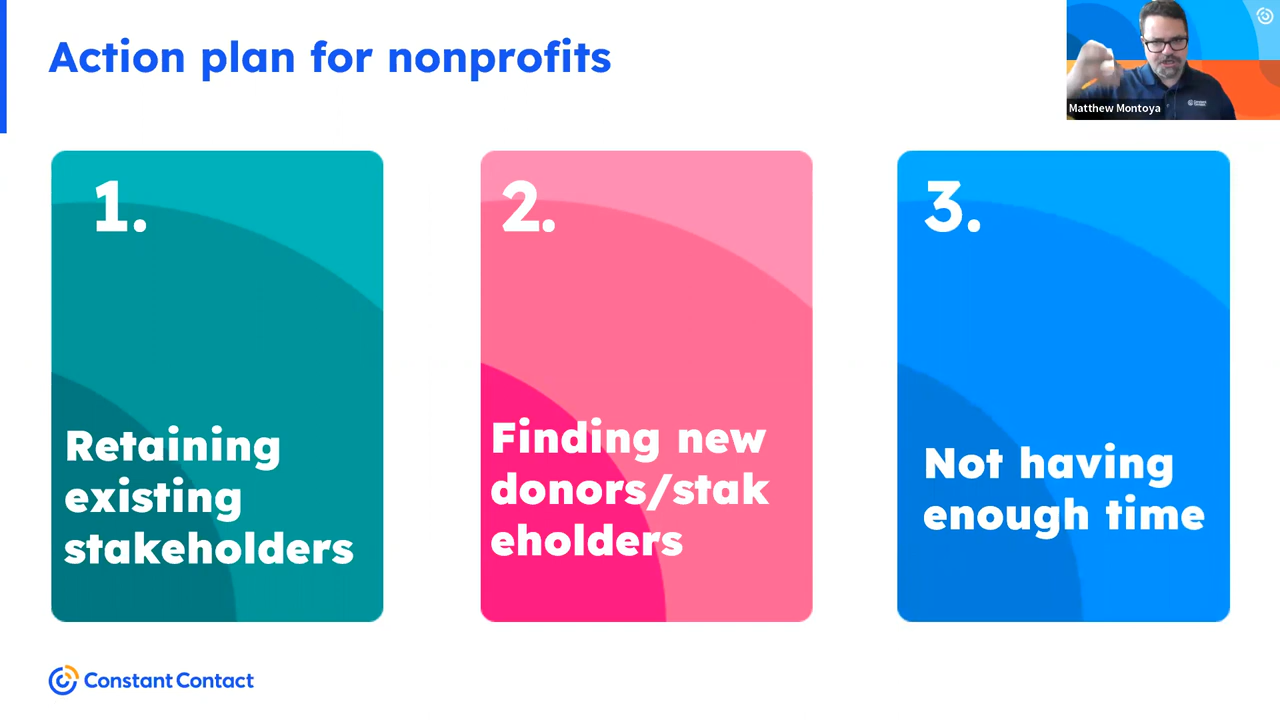 Action plan for nonprofits
Matthew Montoya
1.
Retaining
existing
stakeholders
2.
Finding new
donors/stak
eholders
3.
Not having
enough time
Constant Contact